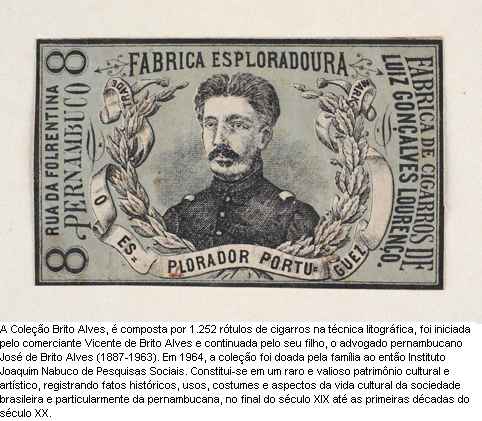 FABRICA ESPLORADOURA
8 RUA DA FOLRENTINA 8
PERNAMBUCO
FABRICA DE CIGARROS DE
LUIZ GONÇALVES LOURENÇO.
MARK
O ES= PLORADOR PORTU= GUEZ
A Coleção Brito Alves, é composta por 1.252 rótulos de cigarros na técnica litográfica, foi iniciada
pelo comerciante Vicente de Brito Alves e continuada pelo seu filho, o advogado pernambucano
José de Brito Alves (1887-1963). Em 1964, a coleção foi doada pela família ao então Instituto
Joaquim Nabuco de Pesquisas Sociais. Constitui-se em um raro e valioso patrimônio cultural e
artístico, registrando fatos históricos, usos, costumes e aspectos da vida cultural da sociedade
brasileira e particularmente da pernambucana, no final do século XIX até as primeiras décadas do
século XX.